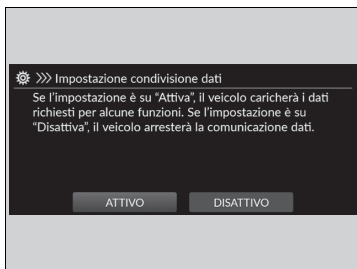 >>> Impostazione condivisione dati
Se l'impostazione è su “Attiva”, il veicolo caricherà i dati
richiesti per alcune funzioni. Se l'impostazione è su
“Disattiva”, il veicolo arresterà la comunicazione dati.
ATTIVO DISATTIVO